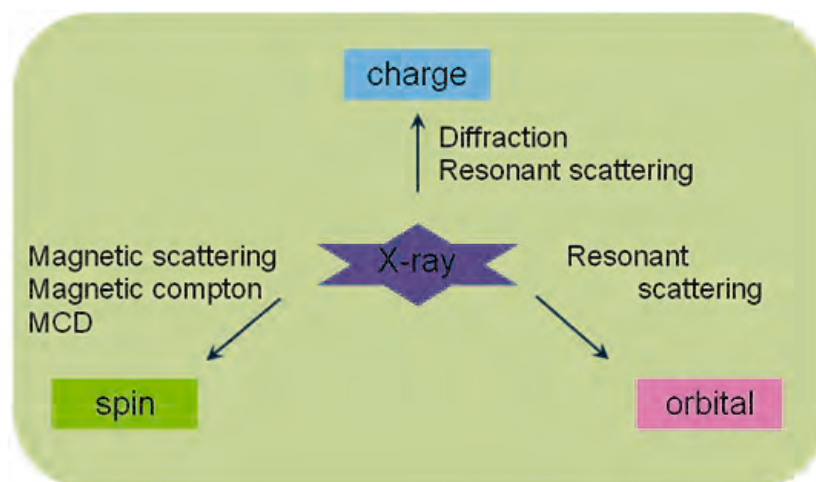 charge
Diffraction
Resonant scattering
X-ray
Magnetic scattering
Magnetic compton
MCD
Resonant
scattering
spin
orbital